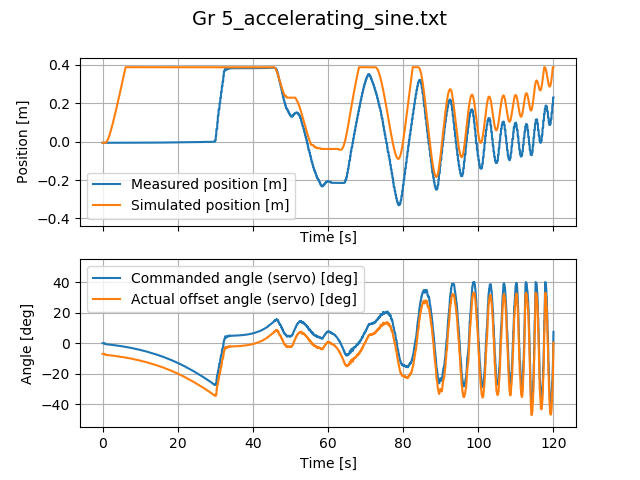 Gr 5_accelerating_sine.txt
0.4
0.2
0.0
−0.2
−0.4
Position [m]
Measured position [m]
Simulated position [m]
Time [s]
40
20
0
−20
−40
Angle [deg]
Commanded angle (servo) [deg]
Actual offset angle (servo) [deg]
0 20 40 60 80 100 120
Time [s]